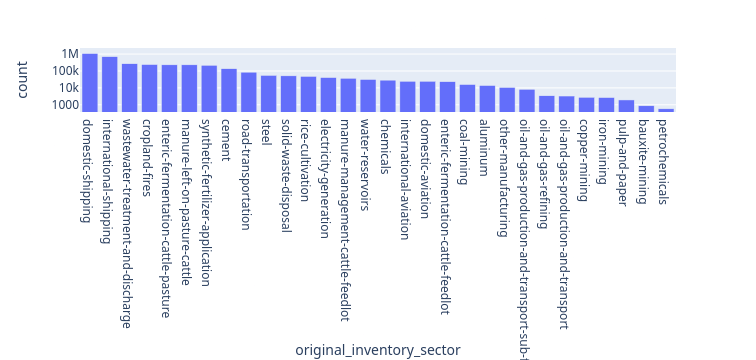 1M
100k
10k
1000
count
domestic-shipping
international-shipping
wastewater-treatment-and-discharge
cropland-fires
enteric-fermentation-cattle-pasture
manure-left-on-pasture-cattle
synthetic-fertilizer-application
cement
road-transportation
steel
solid-waste-disposal
rice-cultivation
electricity-generation
manure-management-cattle-feedlot
water-reservoirs
chemicals
international-aviation
domestic-aviation
enteric-fermentation-cattle-feedlot
coal-mining
aluminum
other-manufacturing
oil-and-gas-production-and-transport-sub-
oil-and-gas-refining
oil-and-gas-production-and-transport
copper-mining
iron-mining
pulp-and-paper
bauxite-mining
petrochemicals
original_inventory_sector